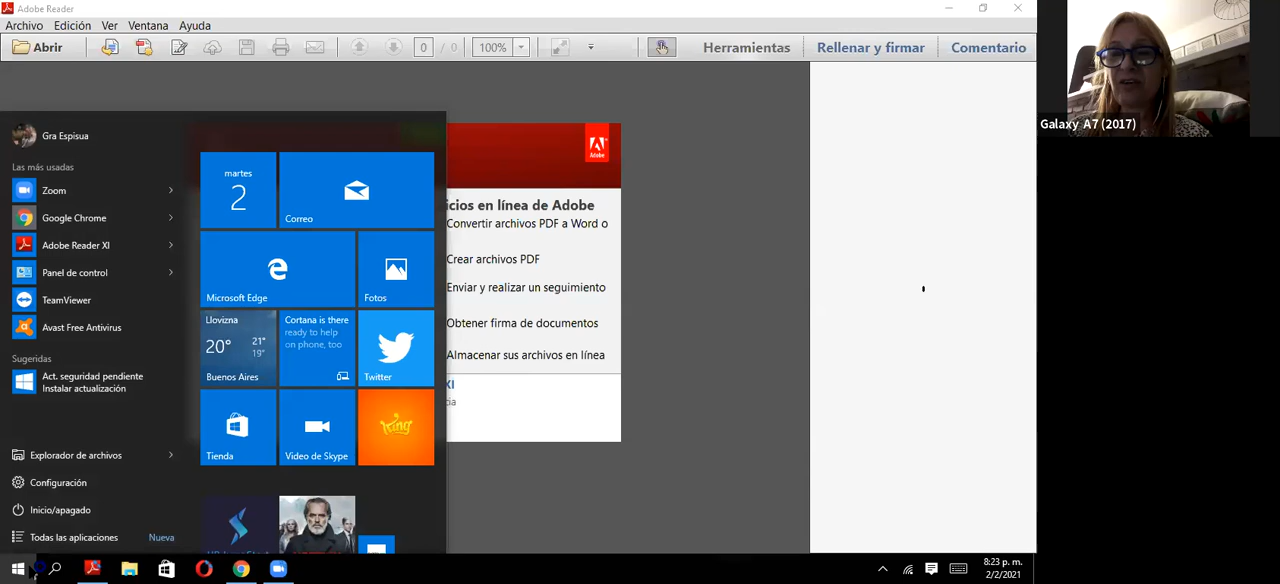 Adobe Reader
Archivo Edición Ver Ventana Ayuda
Abrir 0 / 0 100% Herramientas Rellenar y firmar Comentario
Galaxy A7 (2017)
Gra Espisua
Las más usadas
Zoom
Google Chrome
Adobe Reader XI
Panel de control
TeamViewer
Avast Free Antivirus
Sugeridas
Act. seguridad pendiente
Instalar actualización
Explorador de archivos
Configuración
Inicio/apagado
Todas las aplicaciones Nueva
martes
2
Correo
Microsoft Edge
Fotos
Llovizna
20° 21°
19°
Buenos Aires
Cortana is there
ready to help
on phone, too
Twitter
Tienda
Video de Skype
King
Adobe
icios en línea de Adobe
Convertir archivos PDF a Word o
Crear archivos PDF
Enviar y realizar un seguimiento
Obtener firma de documentos
Almacenar sus archivos en línea
XI
cia
8:23 p. m.
2/2/2021